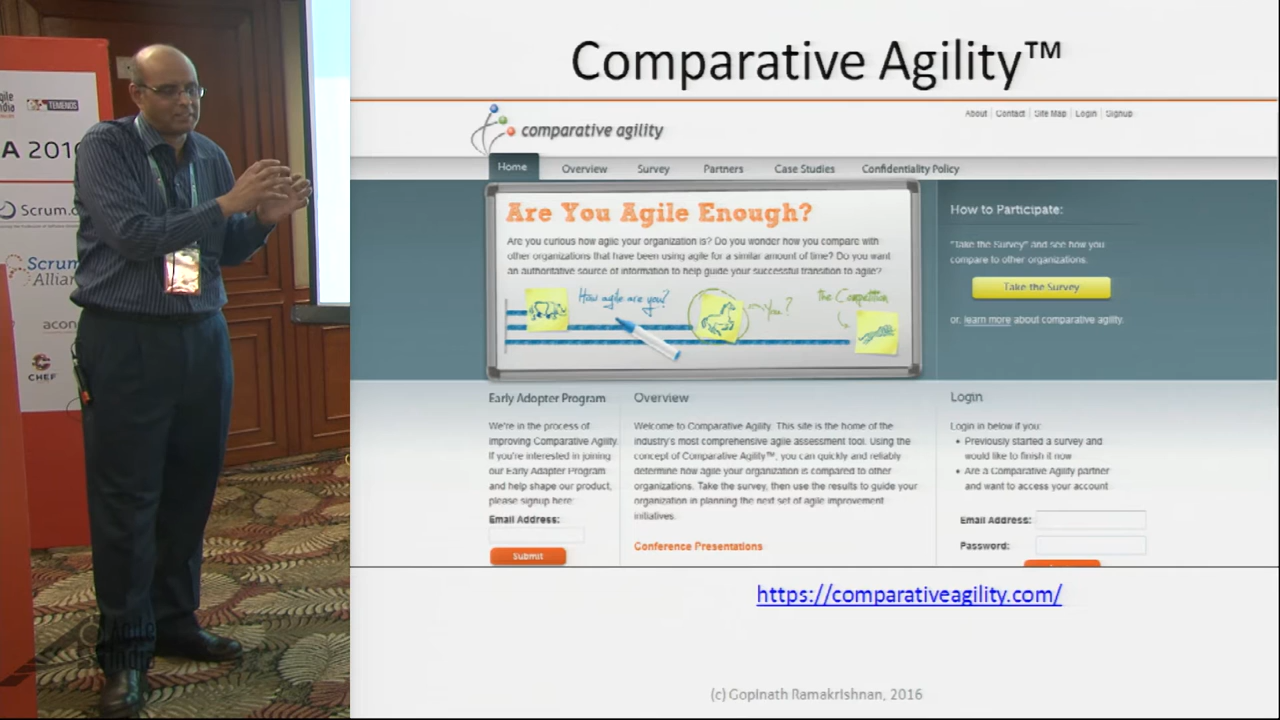 Comparative Agility™
About | Contact | Site Map | Login | Signup
comparative agility
Home Overview Survey Partners Case Studies Confidentiality Policy
Are You Agile Enough?
Are you curious how agile your organization is? Do you wonder how you compare with
other organizations that have been using agile for a similar amount of time? Do you want
an authoritative source of information to help guide your successful transition to agile?
How agile are you?
You?
the Competition
How to Participate:
"Take the Survey" and see how you
compare to other organizations.
Take the Survey
or, learn more about comparative agility.
Early Adopter Program
We're in the process of
improving Comparative Agility.
If you're interested in joining
our Early Adapter Program
and help shape our product,
please signup here:
Email Address:
Submit
Overview
Welcome to Comparative Agility. This site is the home of the
industry's most comprehensive agile assessment tool. Using the
concept of Comparative Agility™, you can quickly and reliably
determine how agile your organization is compared to other
organizations. Take the survey, then use the results to guide your
organization in planning the next set of agile improvement
initiatives.
Conference Presentations
Login
Login in below if you:
• Previously started a survey and
would like to finish it now
• Are a Comparative Agility partner
and want to access your account
Email Address:
Password:
https://comparativeagility.com/
(c) Gopinath Ramakrishnan, 2016
TEMENOS
A 2016
Scrum.o
Scrum
Allian
acon
CHEF
Agile
India